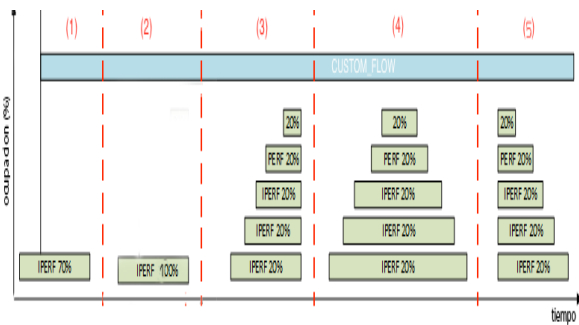 (1) (2) (3) (4) (5)
CUSTOM_FLOW
20% 20% 20%
PERF 20% PERF 20% PERF 20%
IPERF 20% IPERF 20% IPERF 20%
IPERF 20% IPERF 20% IPERF 20%
IPERF 70% IPERF 100% IPERF 20% IPERF 20% IPERF 20%
ocupadon (%)
tiempo